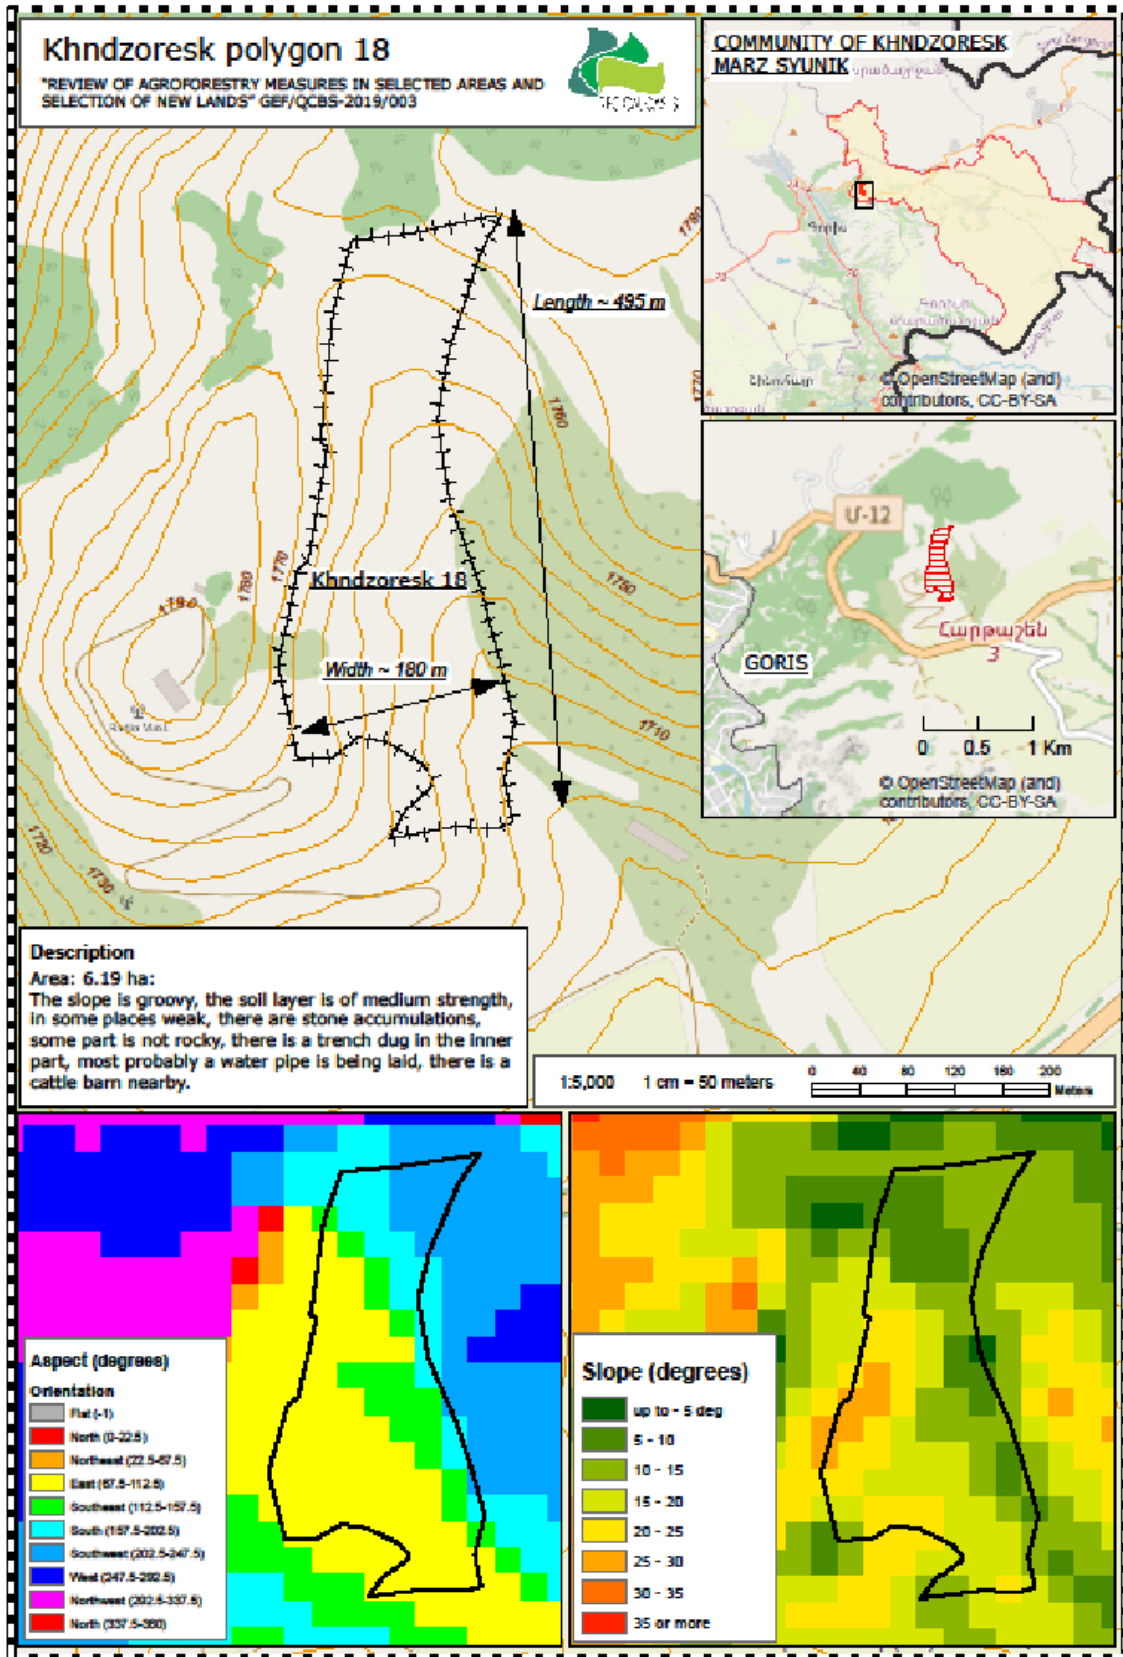 Khndzoresk polygon 18
"REVIEW OF AGROFORESTRY MEASURES IN SELECTED AREAS AND
SELECTION OF NEW LANDS" GEF/QCBS-2019/003
COMMUNITY OF KHNDZORESK
MARZ SYUNIK
Գորիս
© OpenStreetMap (and)
contributors, CC-BY-SA
1780
1770
Length ~ 495 m
1760
1770
1780
Khndzoresk 18
1750
Width ~ 180 m
1710
Radio Mast
1720
1730
Մ-12
Հարթաշեն
3
GORIS
0 0.5 1 Km
© OpenStreetMap (and)
contributors, CC-BY-SA
Description
Area: 6.19 ha:
The slope is groovy, the soil layer is of medium strength,
in some places weak, there are stone accumulations,
some part is not rocky, there is a trench dug in the inner
part, most probably a water pipe is being laid, there is a
cattle barn nearby.
1:5,000 1 cm = 50 meters
0 40 80 120 160 200
Meters
Aspect (degrees)
Orientation
Flat (-1)
North (0-22.5)
Northeast (22.5-67.5)
East (67.5-112.5)
Southeast (112.5-157.5)
South (157.5-202.5)
Southwest (202.5-247.5)
West (247.5-292.5)
Northwest (292.5-337.5)
North (337.5-360)
Slope (degrees)
up to - 5 deg
5 - 10
10 - 15
15 - 20
20 - 25
25 - 30
30 - 35
35 or more